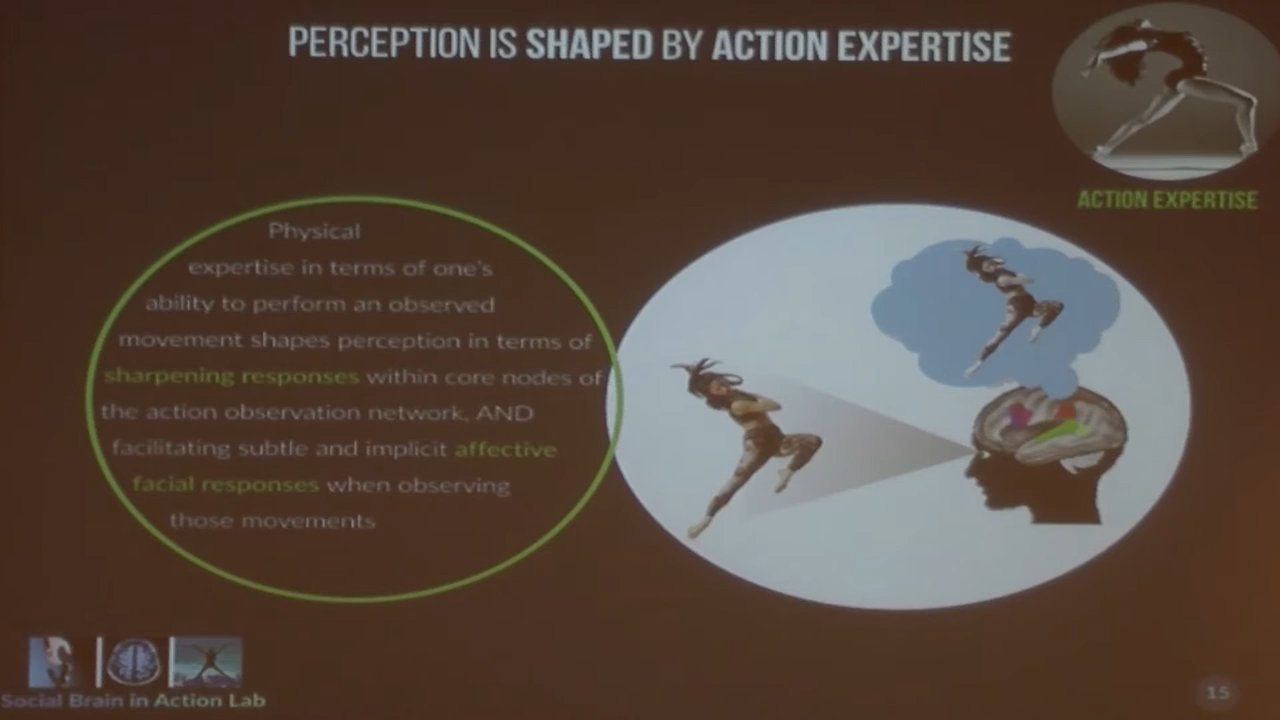 PERCEPTION IS SHAPED BY ACTION EXPERTISE
ACTION EXPERTISE
Physical
expertise in terms of one's
ability to perform an observed
movement shapes perception in terms of
sharpening responses within core nodes of
the action observation network, AND
facilitating subtle and implicit affective
facial responses when observing
those movements
Social Brain in Action Lab
15